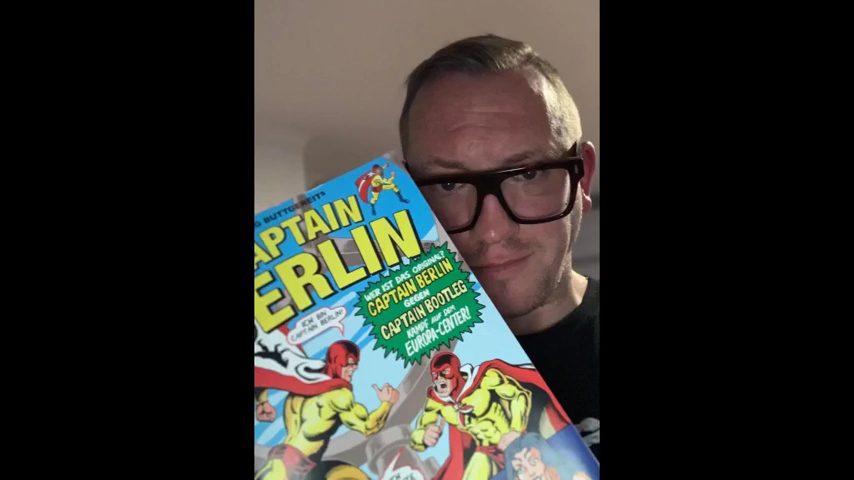 G BUTTGEREITS
APTAIN
ERLIN
WER IST DAS ORIGINAL?
CAPTAIN BERLIN
GEGEN
CAPTAIN BOOTLEG
KAMPF AUF DEM
EUROPA-CENTER!
ICH BIN
CAPTAIN BERLIN!